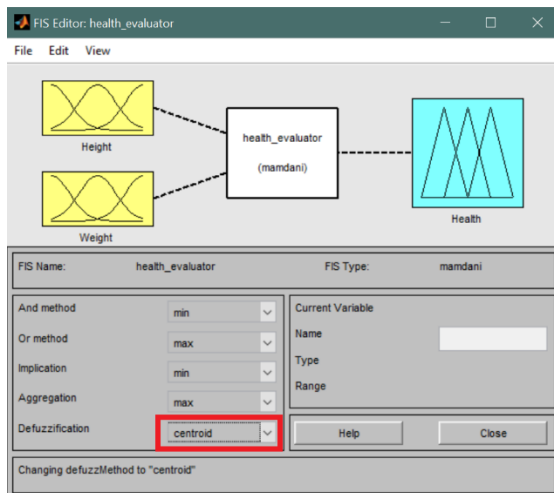 FIS Editor: health_evaluator
File Edit View
Height
Weight
health_evaluator
(mamdani)
Health
FIS Name: health_evaluator FIS Type: mamdani
And method min
Or method max
Implication min
Aggregation max
Defuzzification centroid
Current Variable
Name
Type
Range
Help Close
Changing defuzzMethod to "centroid"